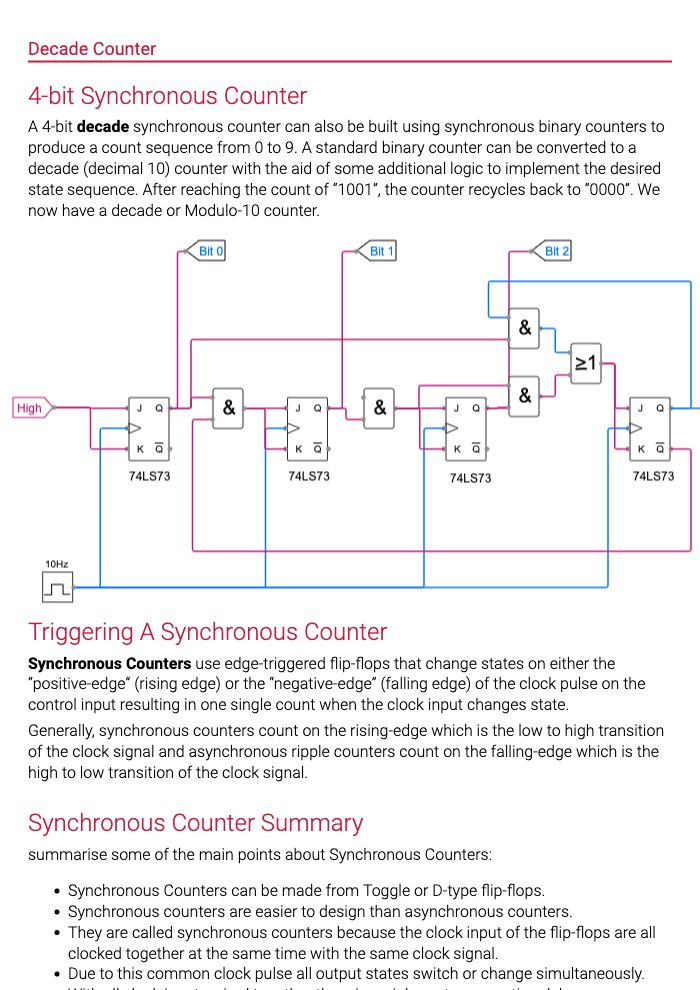 Decade Counter
4-bit Synchronous Counter
A 4-bit decade synchronous counter can also be built using synchronous binary counters to
produce a count sequence from 0 to 9. A standard binary counter can be converted to a
decade (decimal 10) counter with the aid of some additional logic to implement the desired
state sequence. After reaching the count of "1001", the counter recycles back to "0000". We
now have a decade or Modulo-10 counter.
Bit 0
Bit 1
Bit 2
&
≥1
&
High
J Q
&
J Q
&
J Q
J Q
K Q̅
K Q̅
K Q̅
K Q̅
74LS73
74LS73
74LS73
74LS73
10Hz
Triggering A Synchronous Counter
Synchronous Counters use edge-triggered flip-flops that change states on either the
"positive-edge" (rising edge) or the "negative-edge" (falling edge) of the clock pulse on the
control input resulting in one single count when the clock input changes state.
Generally, synchronous counters count on the rising-edge which is the low to high transition
of the clock signal and asynchronous ripple counters count on the falling-edge which is the
high to low transition of the clock signal.
Synchronous Counter Summary
summarise some of the main points about Synchronous Counters:
• Synchronous Counters can be made from Toggle or D-type flip-flops.
• Synchronous counters are easier to design than asynchronous counters.
• They are called synchronous counters because the clock input of the flip-flops are all
clocked together at the same time with the same clock signal.
• Due to this common clock pulse all output states switch or change simultaneously.